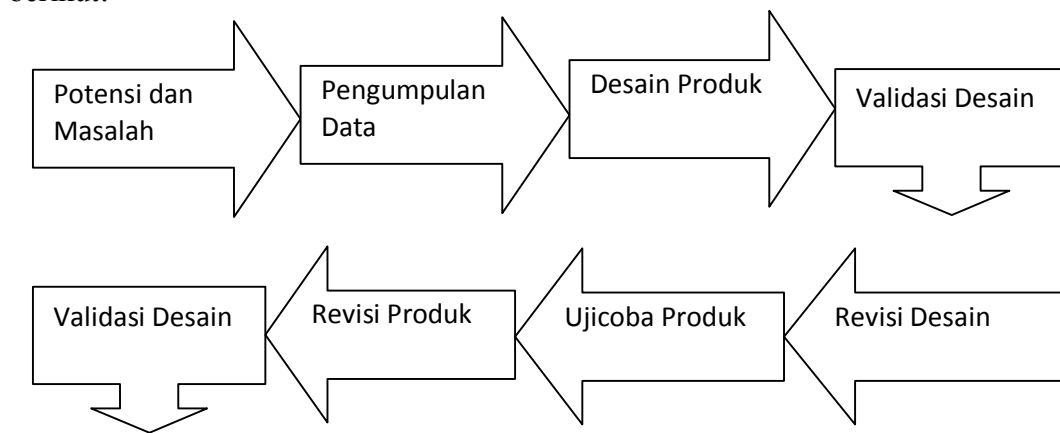 Potensi dan
Masalah
Pengumpulan
Data
Desain Produk
Validasi Desain
Validasi Desain
Revisi Produk
Ujicoba Produk
Revisi Desain